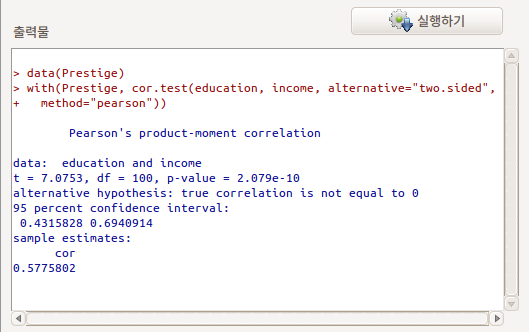 실행하기
출력물
> data(Prestige)
> with(Prestige, cor.test(education, income, alternative="two.sided",
+   method="pearson"))
Pearson's product-moment correlation
data:  education and income
t = 7.0753, df = 100, p-value = 2.079e-10
alternative hypothesis: true correlation is not equal to 0
95 percent confidence interval:
0.4315828 0.6940914
sample estimates:
cor
0.5775802